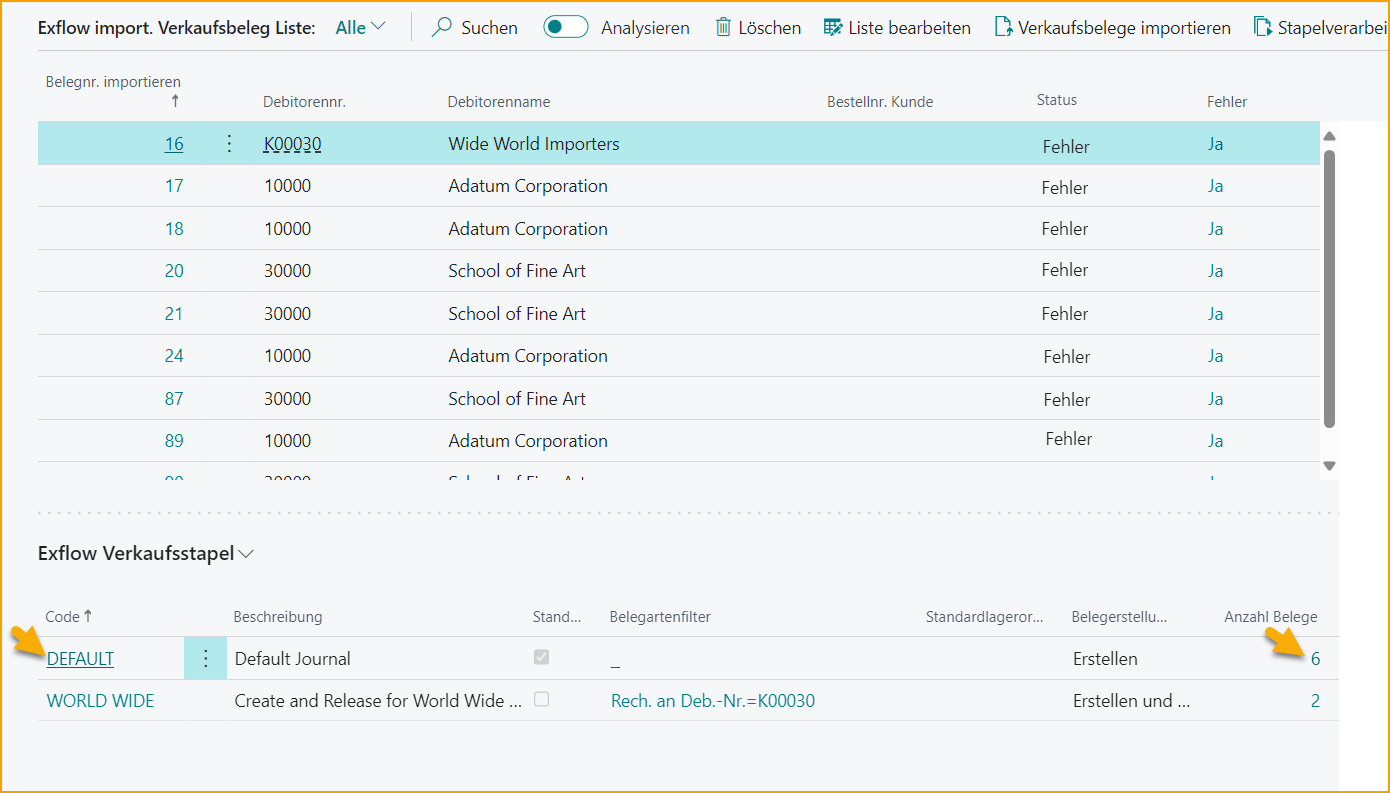 Exflow import. Verkaufsbeleg Liste: Alle Suchen Analysieren Löschen Liste bearbeiten Verkaufsbelege importieren Stapelverarbei
Belegnr. importieren ↑ Debitorennr. Debitorenname Bestellnr. Kunde Status Fehler
16 K00030 Wide World Importers Fehler Ja
17 10000 Adatum Corporation Fehler Ja
18 10000 Adatum Corporation Fehler Ja
20 30000 School of Fine Art Fehler Ja
21 30000 School of Fine Art Fehler Ja
24 10000 Adatum Corporation Fehler Ja
87 30000 School of Fine Art Fehler Ja
89 10000 Adatum Corporation Fehler Ja
Exflow Verkaufsstapel
Code ↑ Beschreibung Stand... Belegartenfilter Standardlageror... Belegerstellu... Anzahl Belege
DEFAULT Default Journal _ Erstellen 6
WORLD WIDE Create and Release for World Wide ... Rech. an Deb.-Nr.=K00030 Erstellen und ... 2